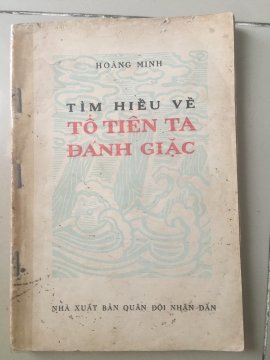 HOÀNG MINH
TÌM HIỂU VỀ
TỔ TIÊN TA
ĐÁNH GIẶC
NHÀ XUẤT BẢN QUÂN ĐỘI NHÂN DÂN